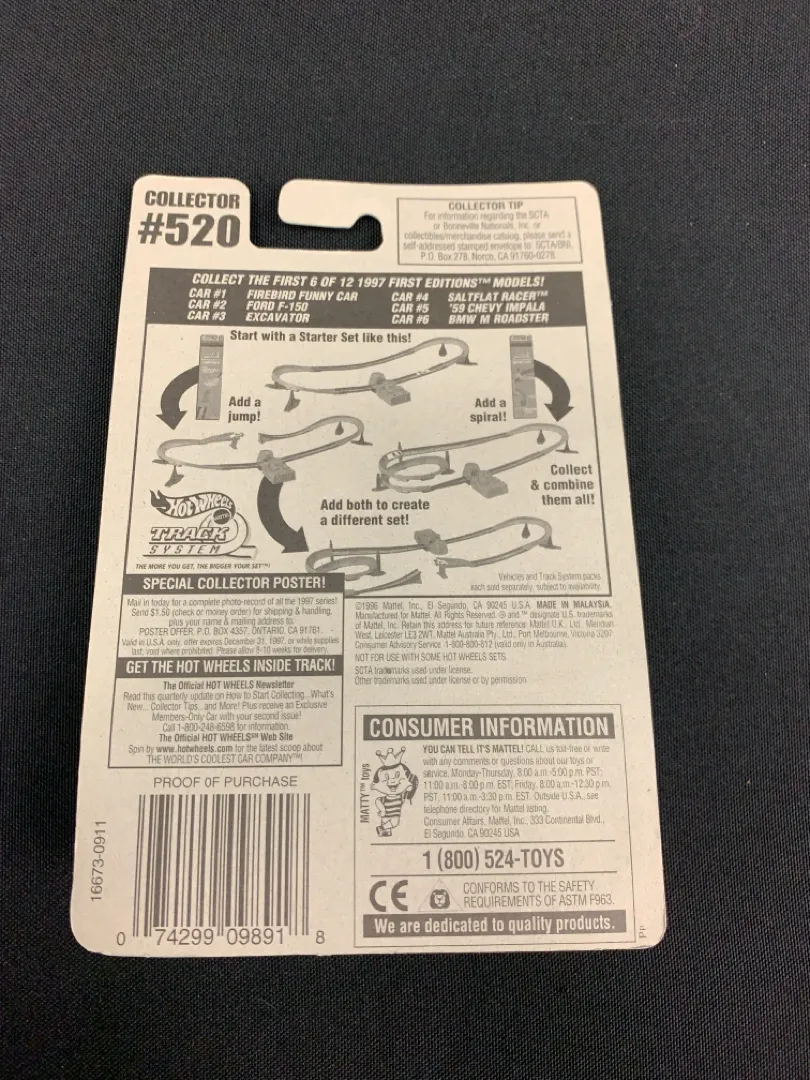 COLLECTOR
#520
COLLECTOR TIP
For information regarding the SCTA
or Bonneville Nationals, Inc. or
collectibles/merchandise catalog, please send a
self-addressed stamped envelope to: SCTA/BNI,
P.O. Box 278, Norco, CA 91760-0278.
COLLECT THE FIRST 6 OF 12 1997 FIRST EDITIONS™ MODELS!
CAR #1 FIREBIRD FUNNY CAR
CAR #2 FORD F-150
CAR #3 EXCAVATOR
CAR #4 SALTFLAT RACER™
CAR #5 '59 CHEVY IMPALA
CAR #6 BMW M ROADSTER
Start with a Starter Set like this!
Add a
jump!
Add a
spiral!
Collect
& combine
them all!
Add both to create
a different set!
HOT WHEELS
MATTEL
TRACK
SYSTEM
THE MORE YOU GET, THE BIGGER YOUR SET™!
Vehicles and Track System packs
each sold separately, subject to availability.
SPECIAL COLLECTOR POSTER!
Mail in today for a complete photo-record of all the 1997 series!
Send $1.50 (check or money order) for shipping & handling,
plus your name & mailing address to:
POSTER OFFER, P.O. BOX 4357, ONTARIO, CA 91761.
Valid in U.S.A. only, offer expires December 31, 1997, or while supplies
last, void where prohibited. Please allow 8-10 weeks for delivery.
GET THE HOT WHEELS INSIDE TRACK!
The Official HOT WHEELS Newsletter
Read this quarterly update on How to Start Collecting...What's
New... Collector Tips...and More! Plus receive an Exclusive
Members-Only Car with your second issue!
Call 1-800-248-6598 for information.
The Official HOT WHEELS℠ Web Site
Spin by www.hotwheels.com for the latest scoop about
THE WORLD'S COOLEST CAR COMPANY™!
©1996 Mattel, Inc., El Segundo, CA 90245 U.S.A. MADE IN MALAYSIA.
Manufactured for Mattel. All Rights Reserved. ® and ™ designate U.S. trademarks
of Mattel, Inc. Retain this address for future reference: Mattel U.K. Ltd. Meridian
West, Leicester LE3 2WT. Mattel Australia Pty., Ltd., Port Melbourne, Victoria 3207.
Consumer Advisory Service 1-800-800-812 (valid only in Australia).
NOT FOR USE WITH SOME HOT WHEELS SETS.
SCTA trademarks used under license.
Other trademarks used under license or by permission.
CONSUMER INFORMATION
MATTY™ toys
YOU CAN TELL IT'S MATTEL! CALL us toll-free or write
with any comments or questions about our toys or
service, Monday-Thursday, 8:00 a.m.-5:00 p.m. PST;
11:00 a.m.-8:00 p.m. EST; Friday, 8:00 a.m.-12:30 p.m.
PST, 11:00 a.m.-3:30 p.m. EST. Outside U.S.A., see
telephone directory for Mattel listing.
Consumer Affairs, Mattel, Inc., 333 Continental Blvd.,
El Segundo, CA 90245 USA
1 (800) 524-TOYS
CE
CONFORMS TO THE SAFETY
REQUIREMENTS OF ASTM F963.
We are dedicated to quality products.
PROOF OF PURCHASE
16673-0911
0 74299 09891 8